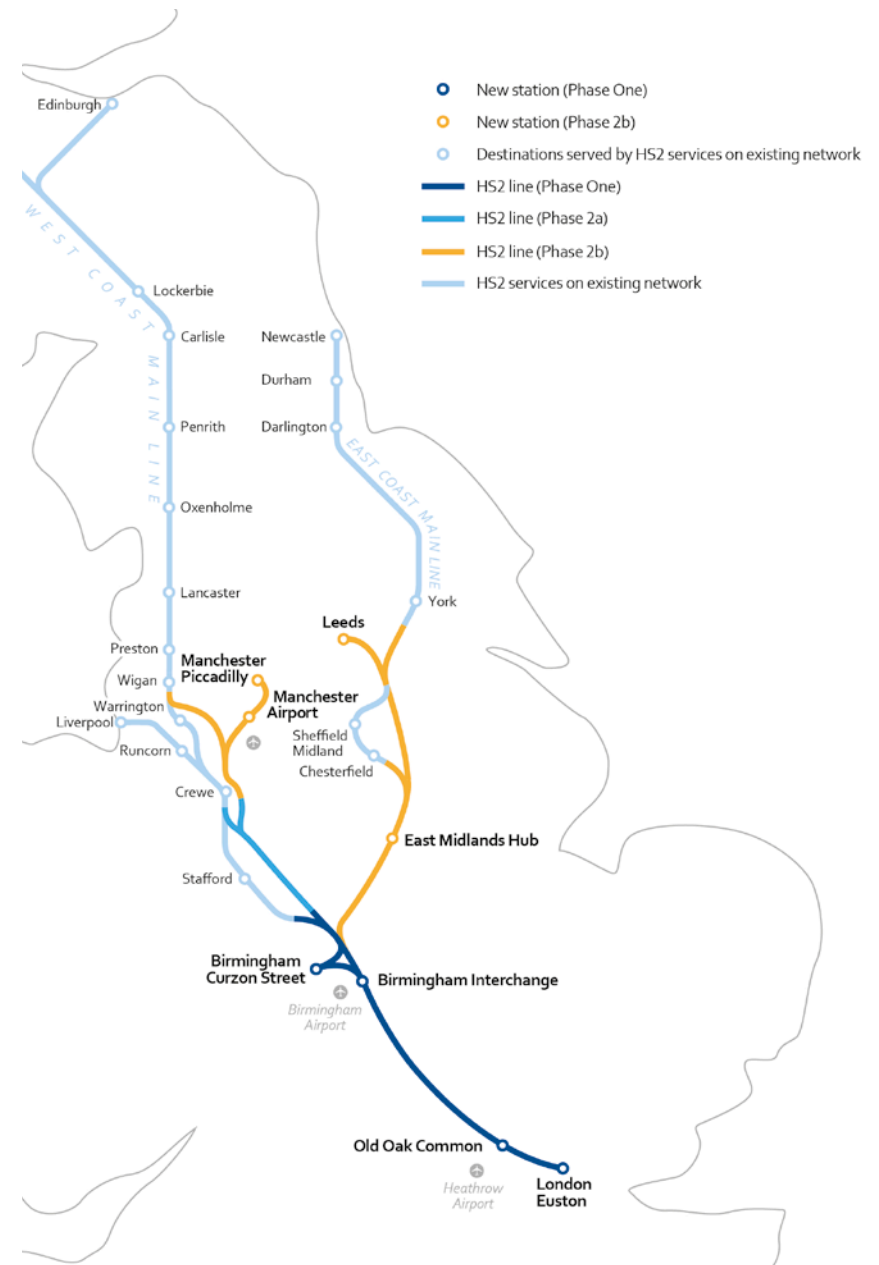 New station (Phase One)
New station (Phase 2b)
Destinations served by HS2 services on existing network
HS2 line (Phase One)
HS2 line (Phase 2a)
HS2 line (Phase 2b)
HS2 services on existing network
Edinburgh
WEST COAST MAIN LINE
Lockerbie
Carlisle
Newcastle
Durham
Penrith
Darlington
EAST COAST MAIN LINE
Oxenholme
Lancaster
York
Leeds
Preston
Manchester
Piccadilly
Wigan
Manchester
Airport
Warrington
Liverpool
Runcorn
Sheffield
Midland
Chesterfield
Crewe
East Midlands Hub
Stafford
Birmingham
Curzon Street
Birmingham Interchange
Birmingham
Airport
Old Oak Common
London
Euston
Heathrow
Airport